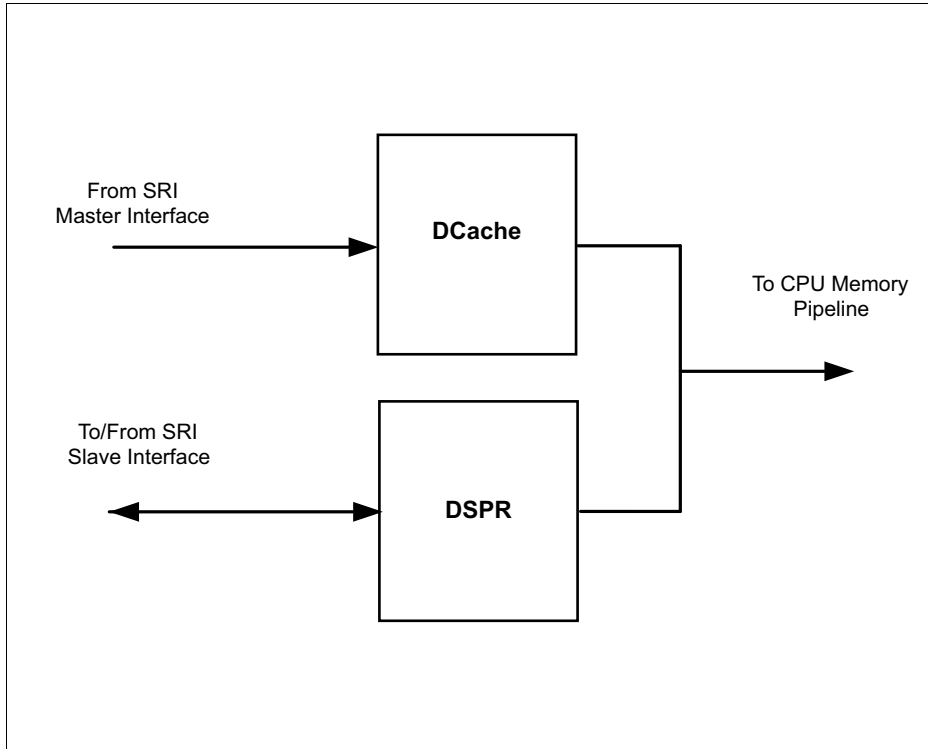 From SRI
Master Interface
DCache
To CPU Memory
Pipeline
To/From SRI
Slave Interface
DSPR